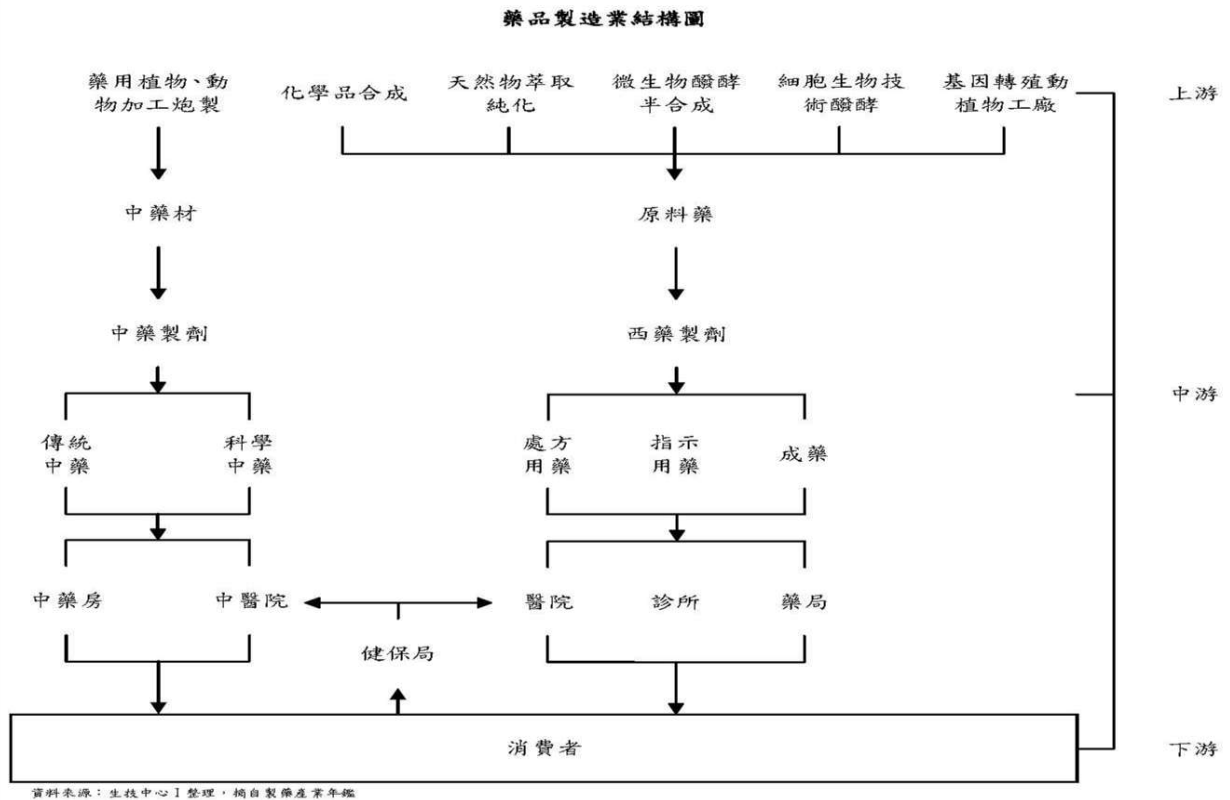 藥品製造業結構圖
藥用植物、動
物加工炮製
化學品合成
天然物萃取
純化
微生物醱酵
半合成
細胞生物技
術醱酵
基因轉殖動
植物工廠
上游
中藥材
原料藥
中藥製劑
西藥製劑
中游
傳統
中藥
科學
中藥
處方
用藥
指示
用藥
成藥
中藥房
中醫院
醫院
診所
藥局
健保局
消費者
下游
資料來源：生技中心I整理，摘自製藥產業年鑑